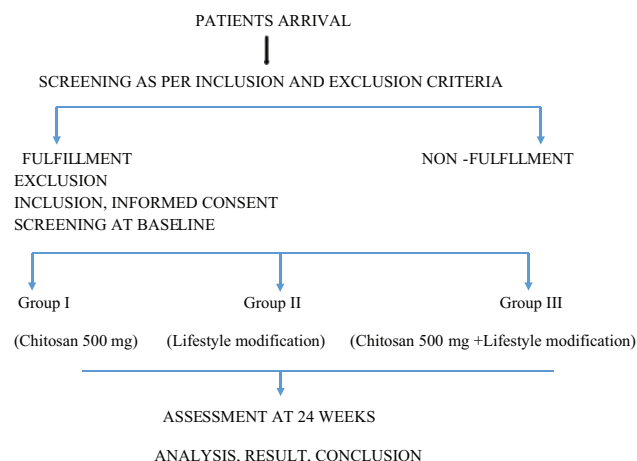 PATIENTS ARRIVAL
SCREENING AS PER INCLUSION AND EXCLUSION CRITERIA
FULFILLMENT
NON -FULFLLMENT
EXCLUSION
INCLUSION, INFORMED CONSENT
SCREENING AT BASELINE
Group I
Group II
Group III
(Chitosan 500 mg)
(Lifestyle modification)
(Chitosan 500 mg +Lifestyle modification)
ASSESSMENT AT 24 WEEKS
ANALYSIS, RESULT, CONCLUSION